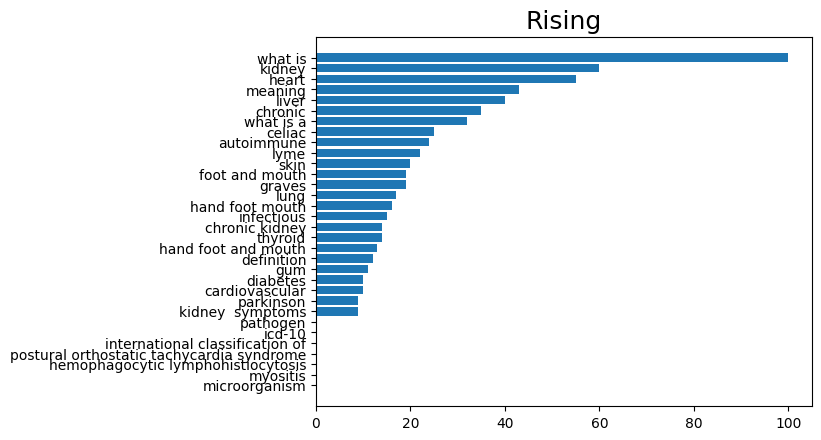 Rising
what is
kidney
heart
meaning
liver
chronic
what is a
celiac
autoimmune
lyme
skin
foot and mouth
graves
lung
hand foot mouth
infectious
chronic kidney
thyroid
hand foot and mouth
definition
gum
diabetes
cardiovascular
parkinson
kidney  symptoms
pathogen
icd-10
international classification of
postural orthostatic tachycardia syndrome
hemophagocytic lymphohistiocytosis
myositis
microorganism
0 20 40 60 80 100